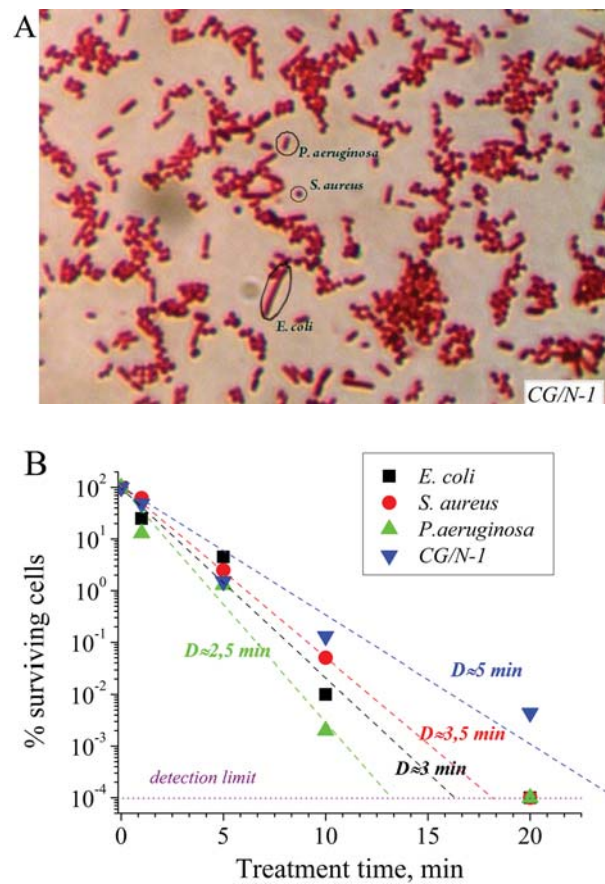 A
P. aeruginosa
S. aureus
E. coli
CG/N-1
B
E. coli
S. aureus
P.aeruginosa
CG/N-1
% surviving cells
10²
10¹
10⁰
10⁻¹
10⁻²
10⁻³
10⁻⁴
D≈2,5 min
D≈5 min
D≈3,5 min
D≈3 min
detection limit
0 5 10 15 20
Treatment time, min